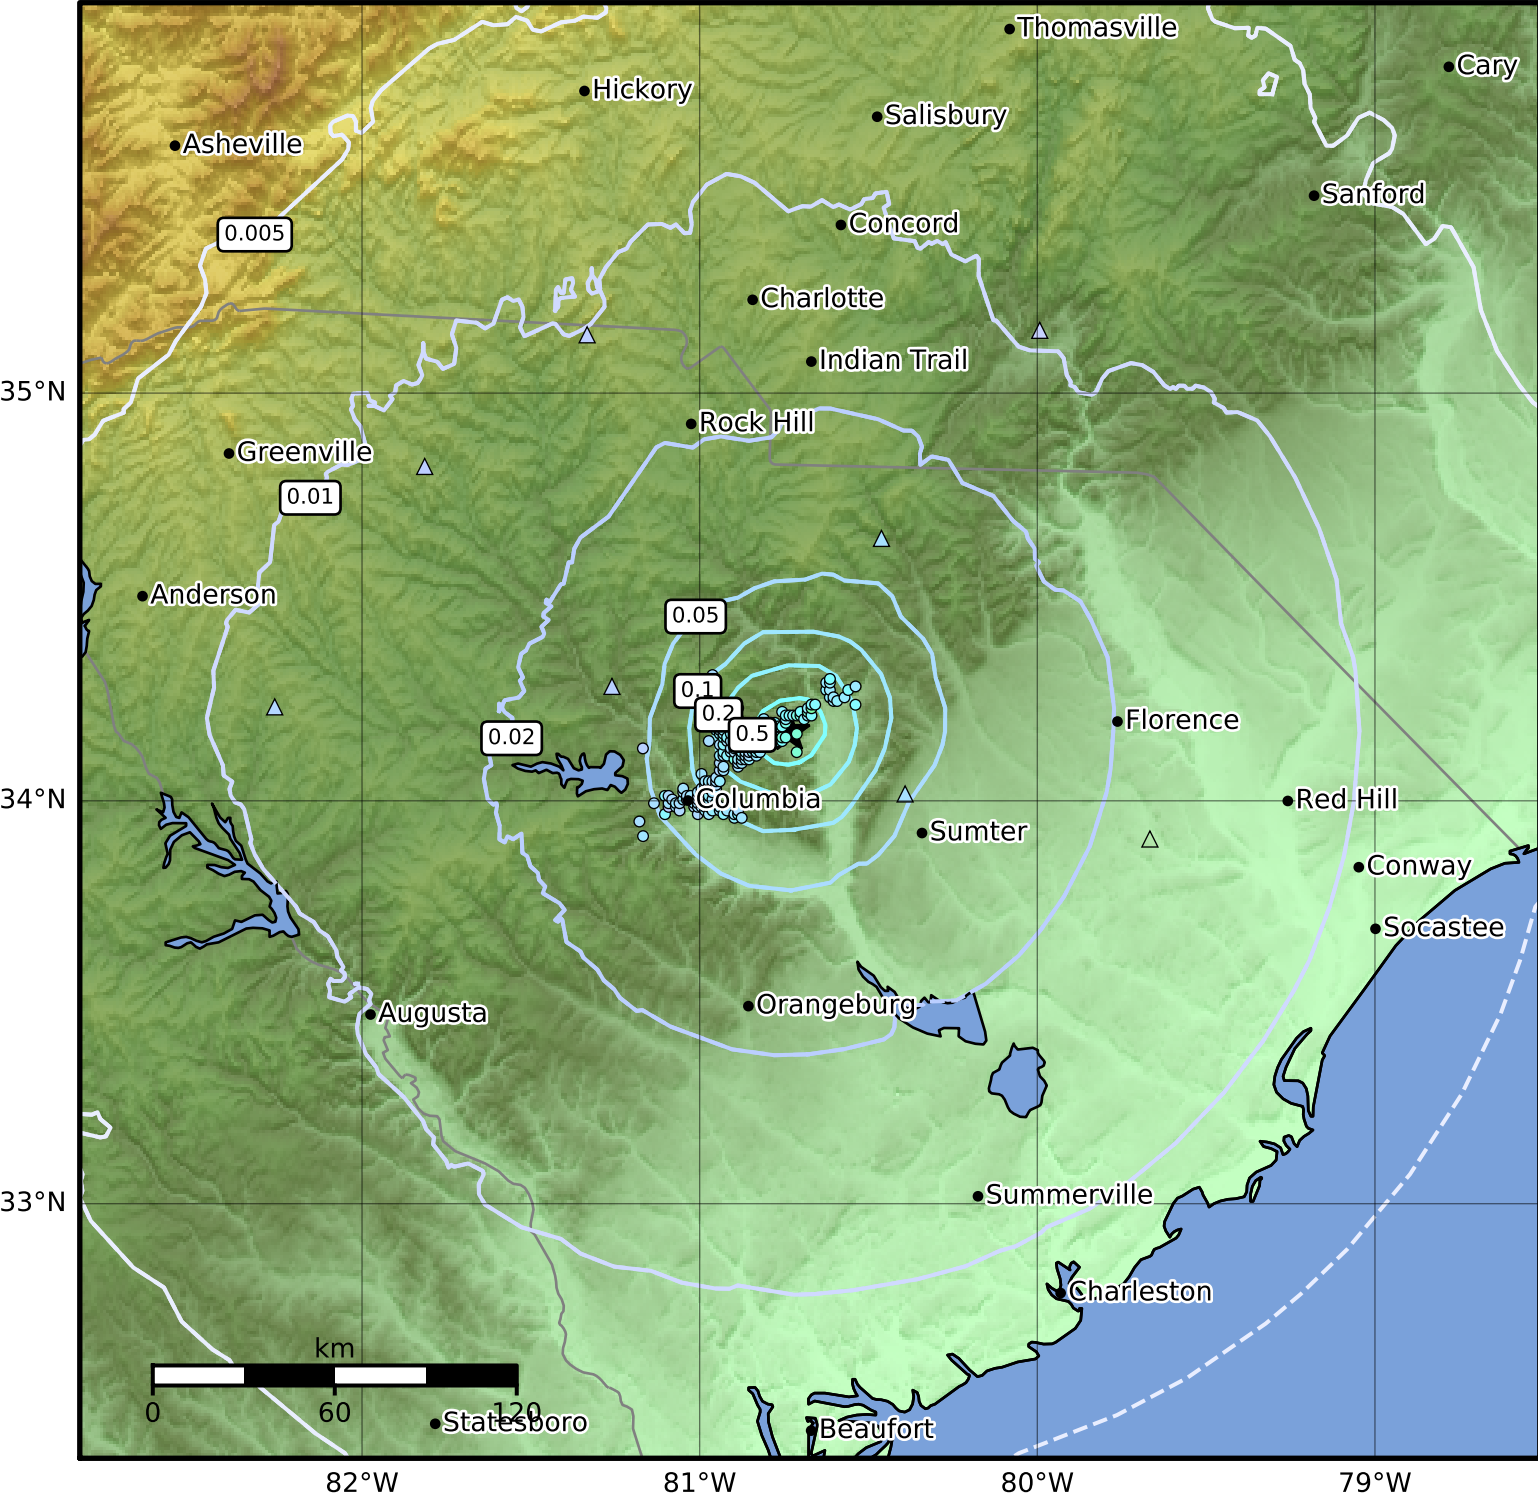 Thomasville
Cary
Hickory
Salisbury
Asheville
Sanford
Concord
0.005
Charlotte
Indian Trail
35°N
Rock Hill
Greenville
0.01
Anderson
0.05
0.1
0.2
Florence
0.5
0.02
34°N
Columbia
Red Hill
Sumter
Conway
Socastee
Orangeburg
Augusta
33°N
Summerville
Charleston
km
0 60 120
Statesboro
Beaufort
82°W 81°W 80°W 79°W